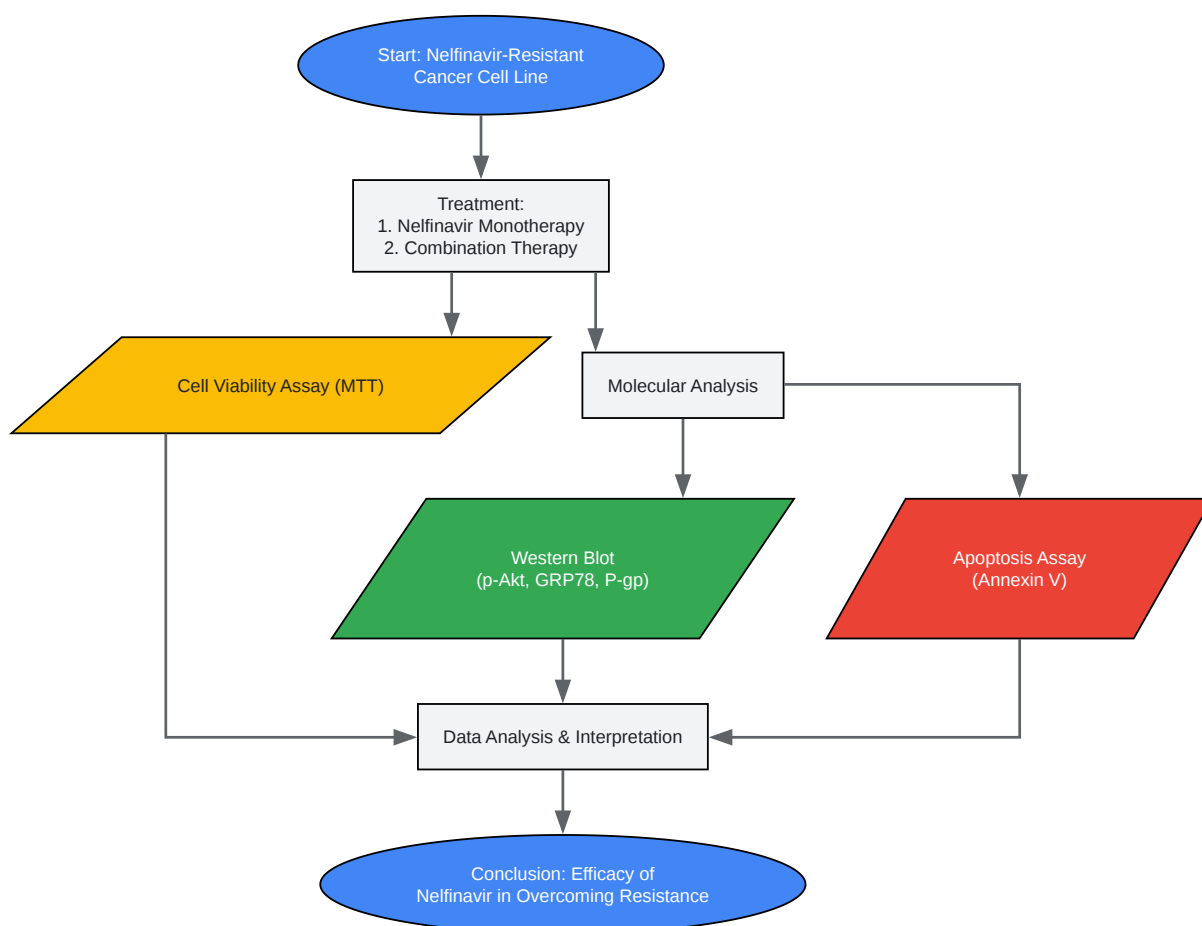 Start: Nelfinavir-Resistant
Cancer Cell Line
Treatment:
1. Nelfinavir Monotherapy
2. Combination Therapy
Cell Viability Assay (MTT)
Molecular Analysis
Western Blot
(p-Akt, GRP78, P-gp)
Apoptosis Assay
(Annexin V)
Data Analysis & Interpretation
Conclusion: Efficacy of
Nelfinavir in Overcoming Resistance